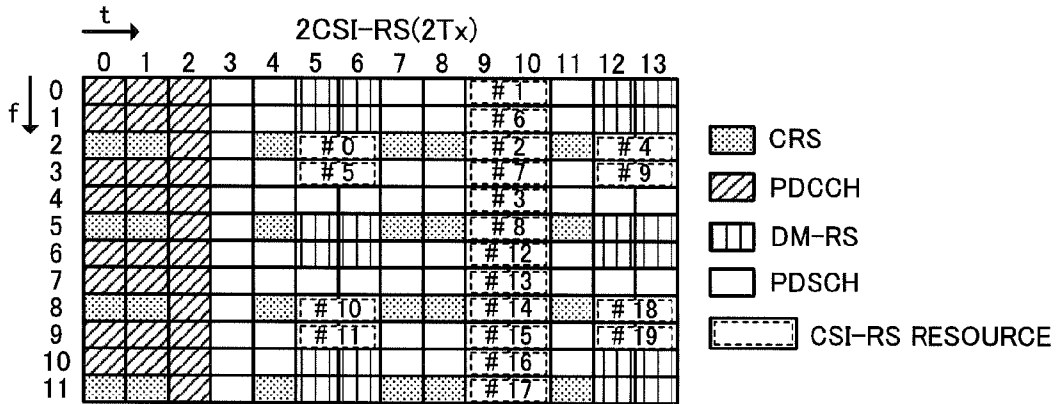 t
2CSI-RS(2Tx)
0 1 2 3 4 5 6 7 8 9 10 11 12 13
f
0 # 1
1 # 6
2 # 0 # 2 # 4
3 # 5 # 7 # 9
4 # 3
5 # 8
6 # 12
7 # 13
8 # 10 # 14 # 18
9 # 11 # 15 # 19
10 # 16
11 # 17
CRS
PDCCH
DM-RS
PDSCH
CSI-RS RESOURCE